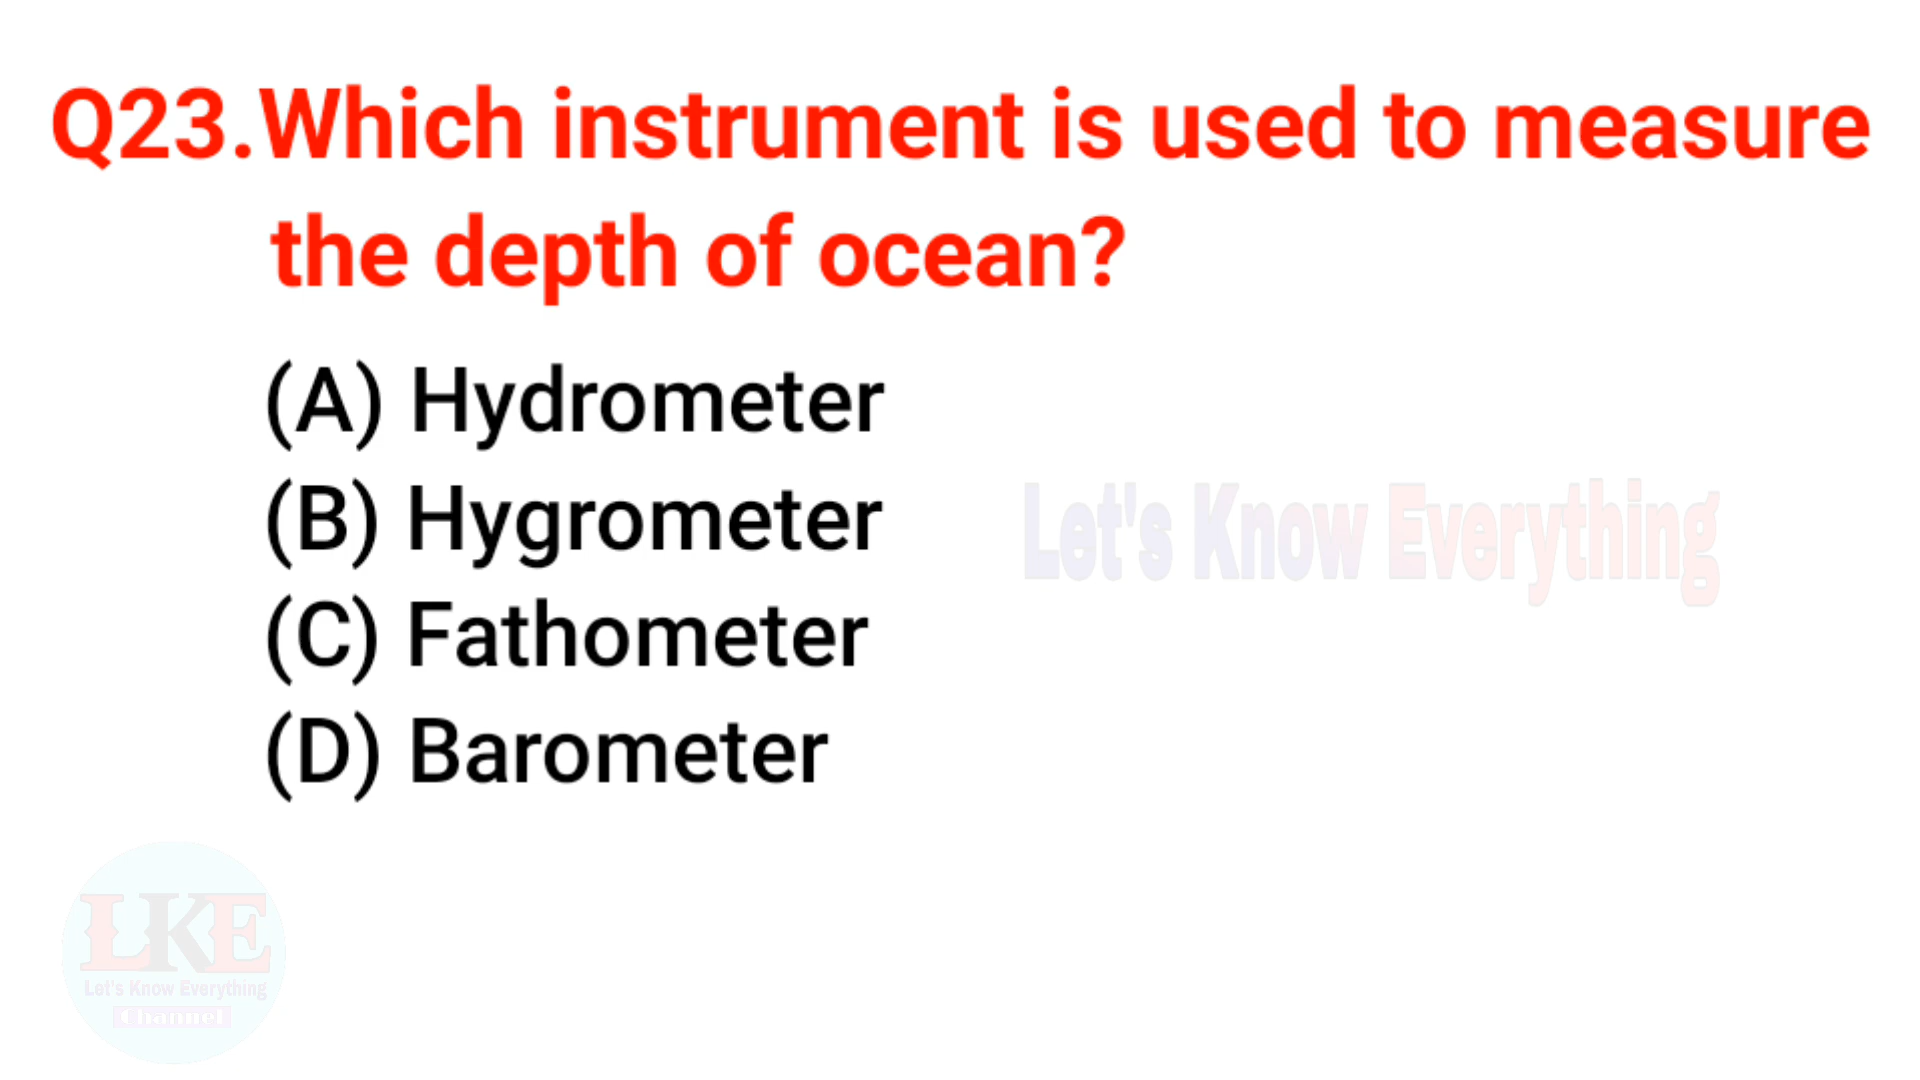 Q23.Which instrument is used to measure
the depth of ocean?
(A) Hydrometer
(B) Hygrometer
Let's Know Everything
(C) Fathometer
(D) Barometer
LKE
Let's Know Everything
Channel